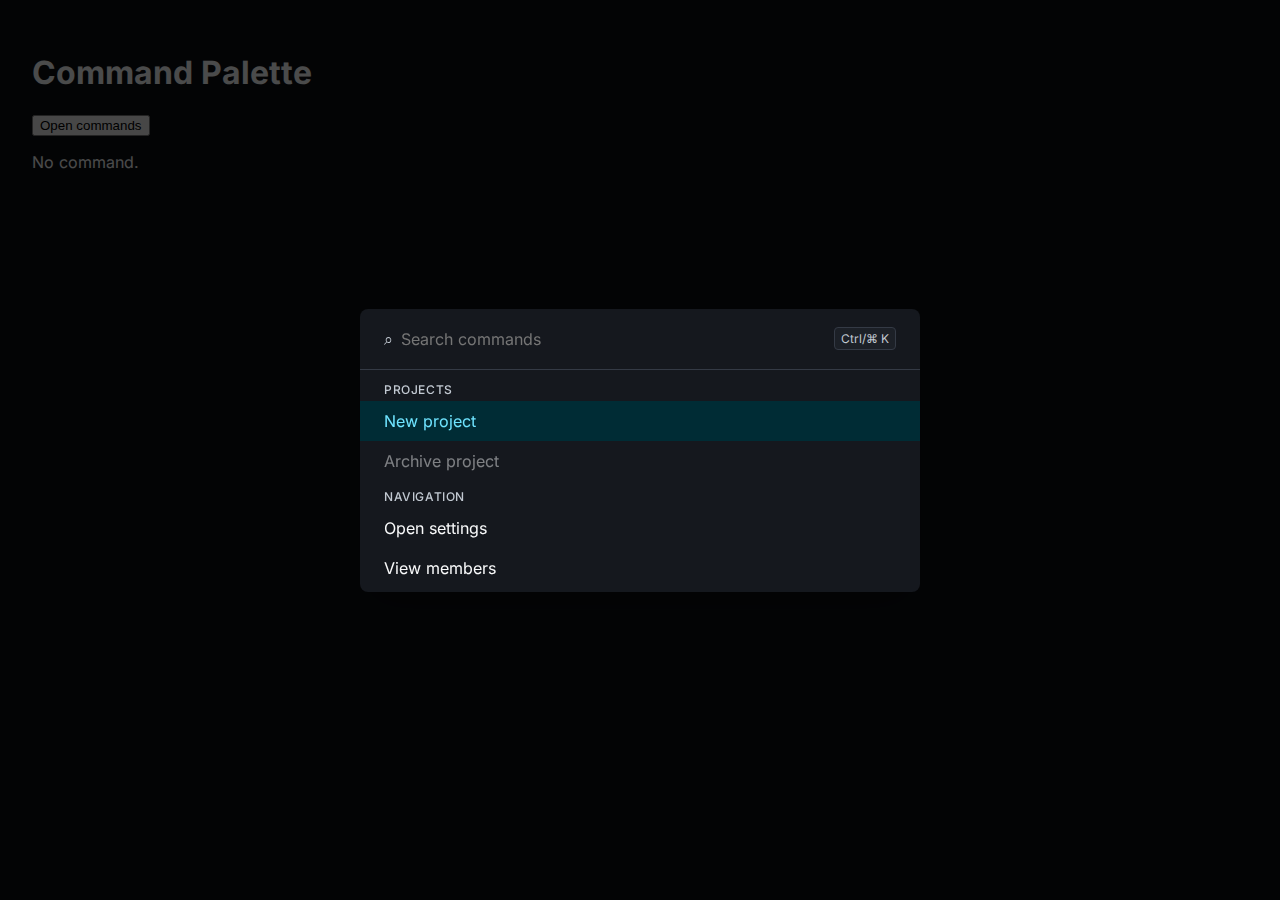 Command Palette
Open commands
No command.
⌕ Search commands Ctrl/⌘ K
PROJECTS
New project
Archive project
NAVIGATION
Open settings
View members